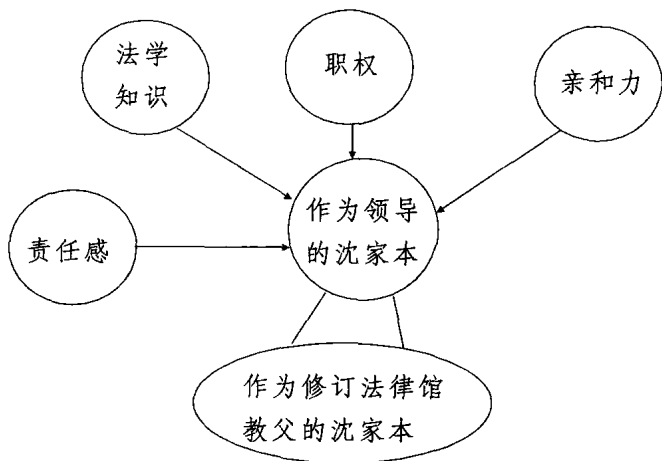 法学
知识
职权
亲和力
责任感
作为领导
的沈家本
作为修订法律馆
教父的沈家本